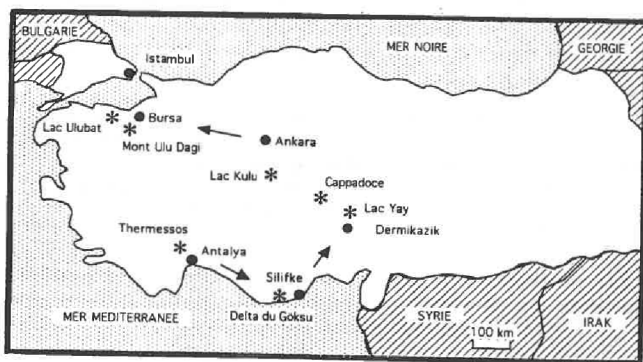 BULGARIE
MER NOIRE
GEORGIE
Istambul
Bursa
Lac Ulubat
Mont Ulu Dagi
Ankara
Lac Kulu
Cappadoce
Lac Yay
Dermikazik
Thermessos
Antalya
Silifke
Delta du Goksu
MER MEDITERRANEE
SYRIE
IRAK
100 km